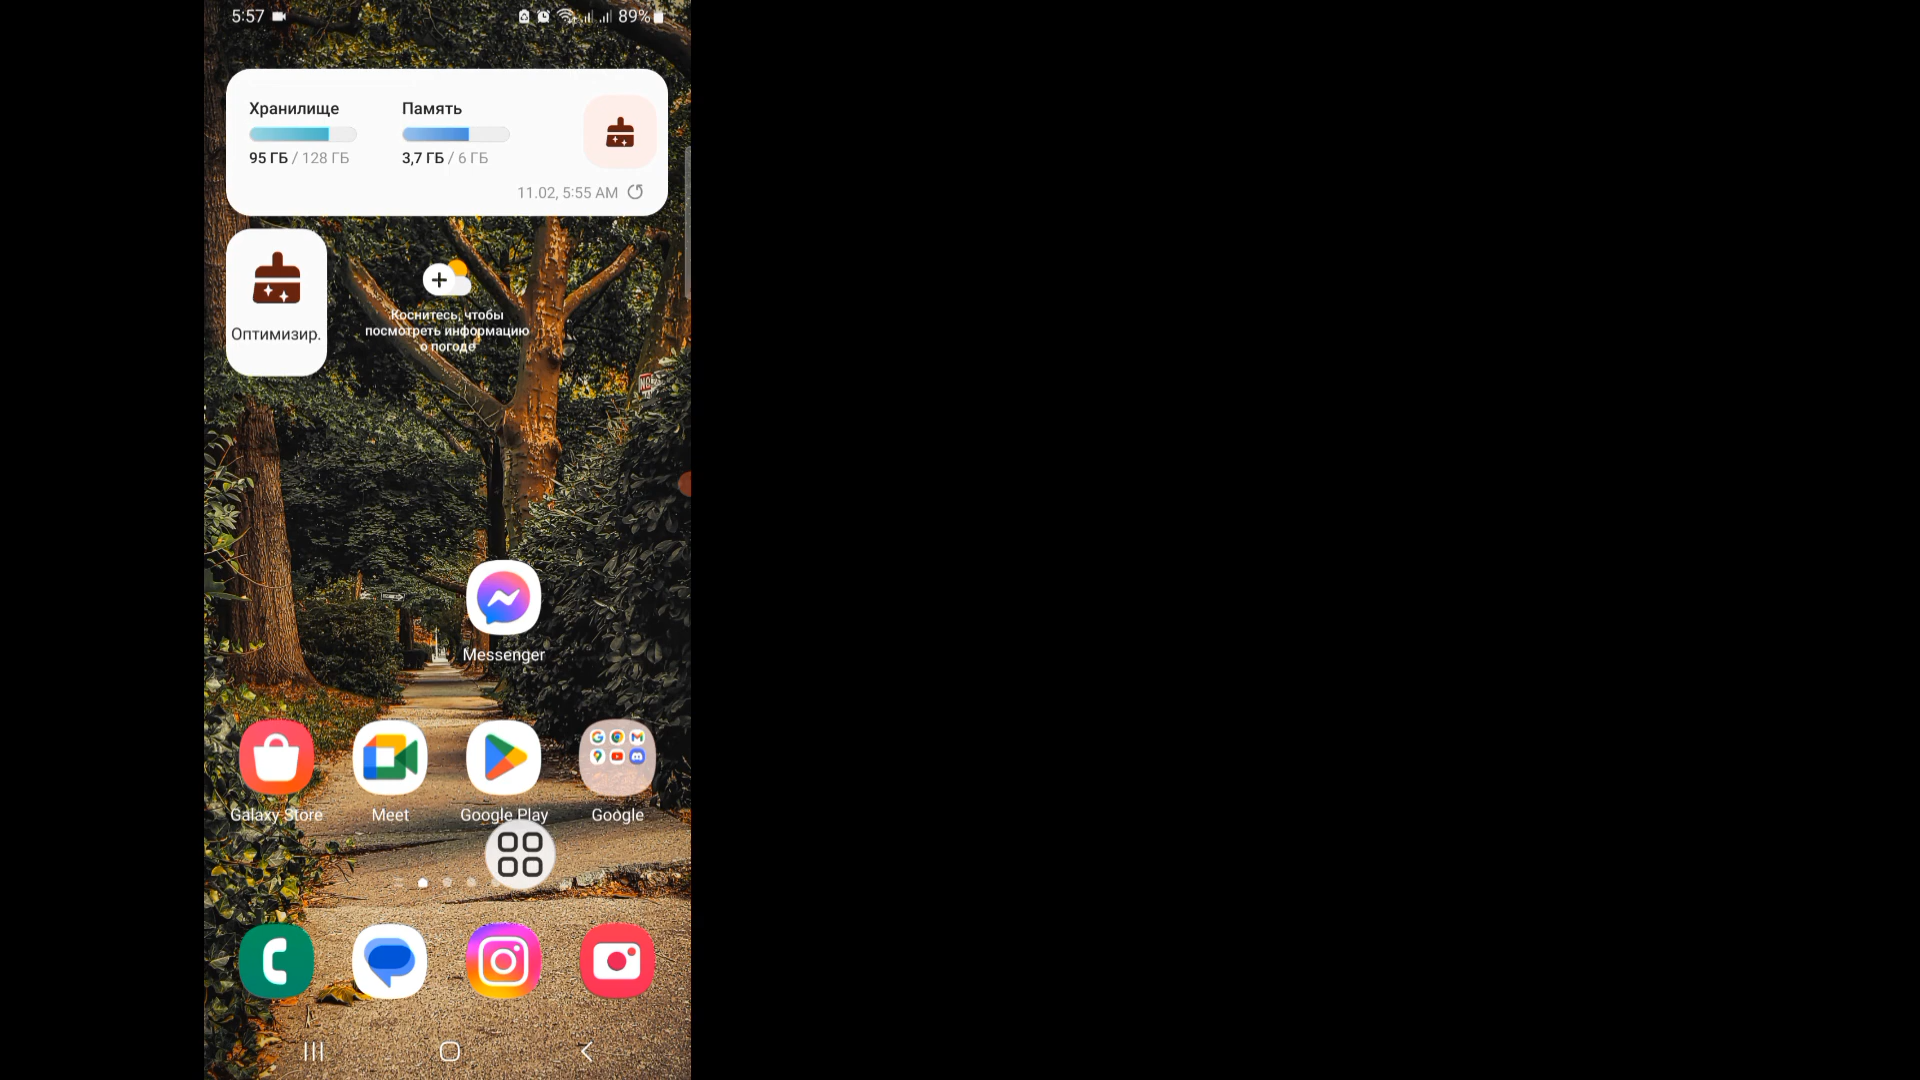 5:57
89%
Хранилище
Память
95 ГБ / 128 ГБ
3,7 ГБ / 6 ГБ
11.02, 5:55 AM
Оптимизир.
Коснитесь, чтобы
посмотреть информацию
о погоде
Messenger
Galaxy Store
Meet
Google Play
Google